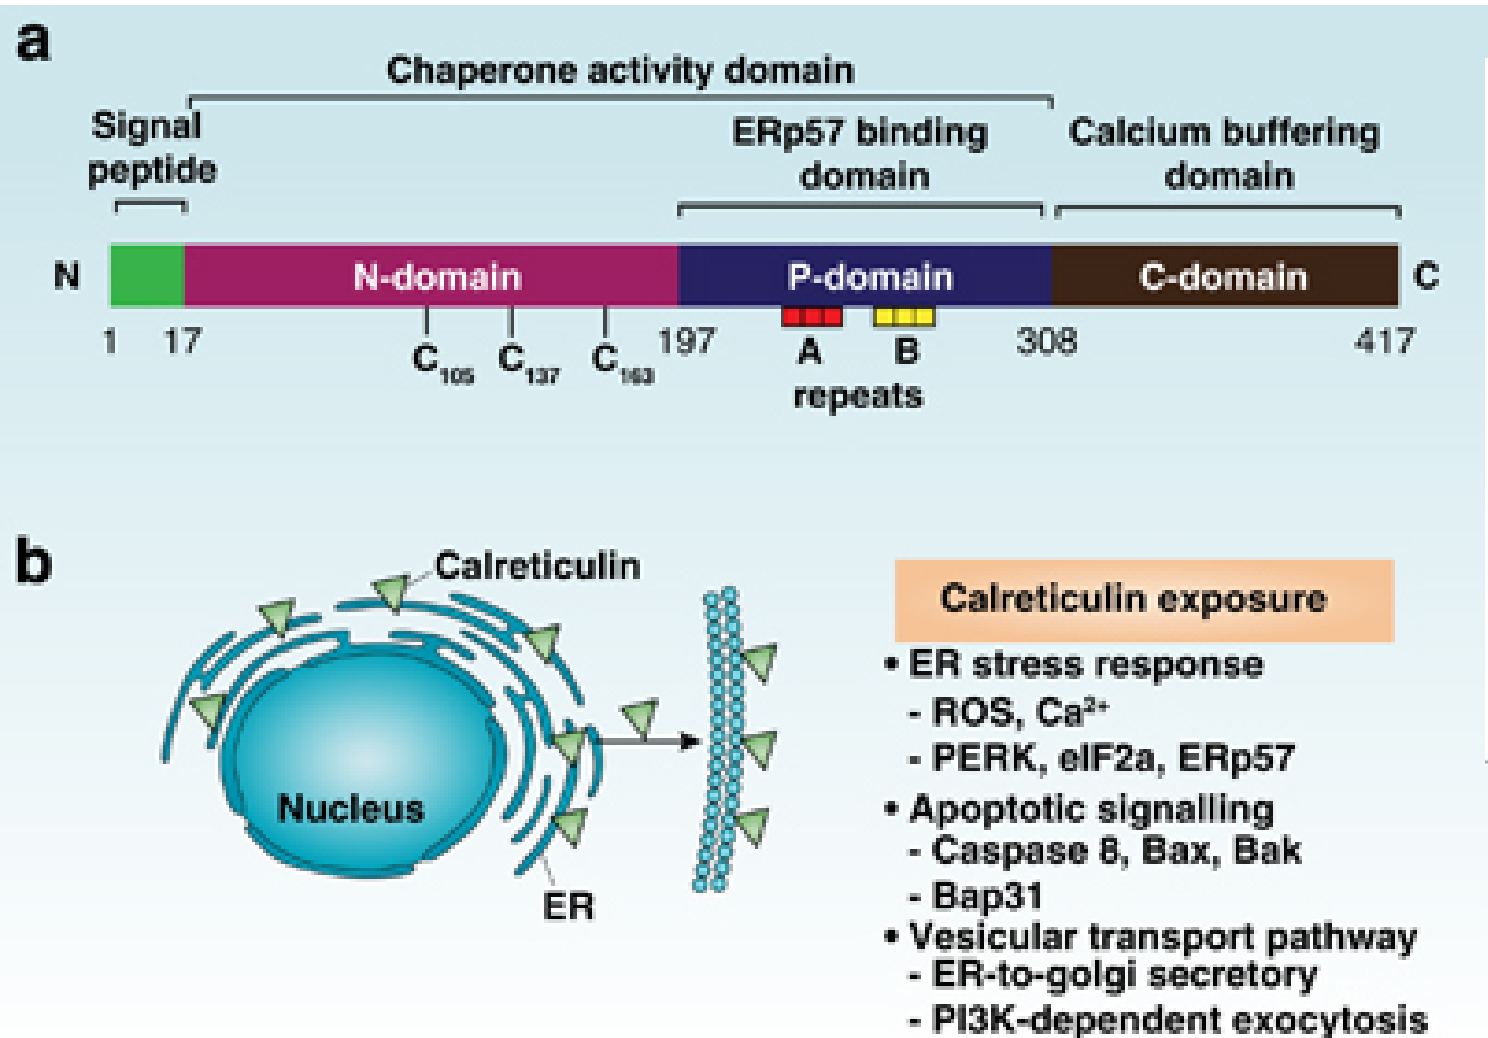 a
Chaperone activity domain
Signal
peptide
ERp57 binding
domain
Calcium buffering
domain
N
N-domain
P-domain
C-domain
C
1
17
C105
C137
C163
197
A
B
repeats
308
417
b
Calreticulin
Nucleus
ER
Calreticulin exposure
• ER stress response
- ROS, Ca²⁺
- PERK, eIF2a, ERp57
• Apoptotic signalling
- Caspase 8, Bax, Bak
- Bap31
• Vesicular transport pathway
- ER-to-golgi secretory
- PI3K-dependent exocytosis